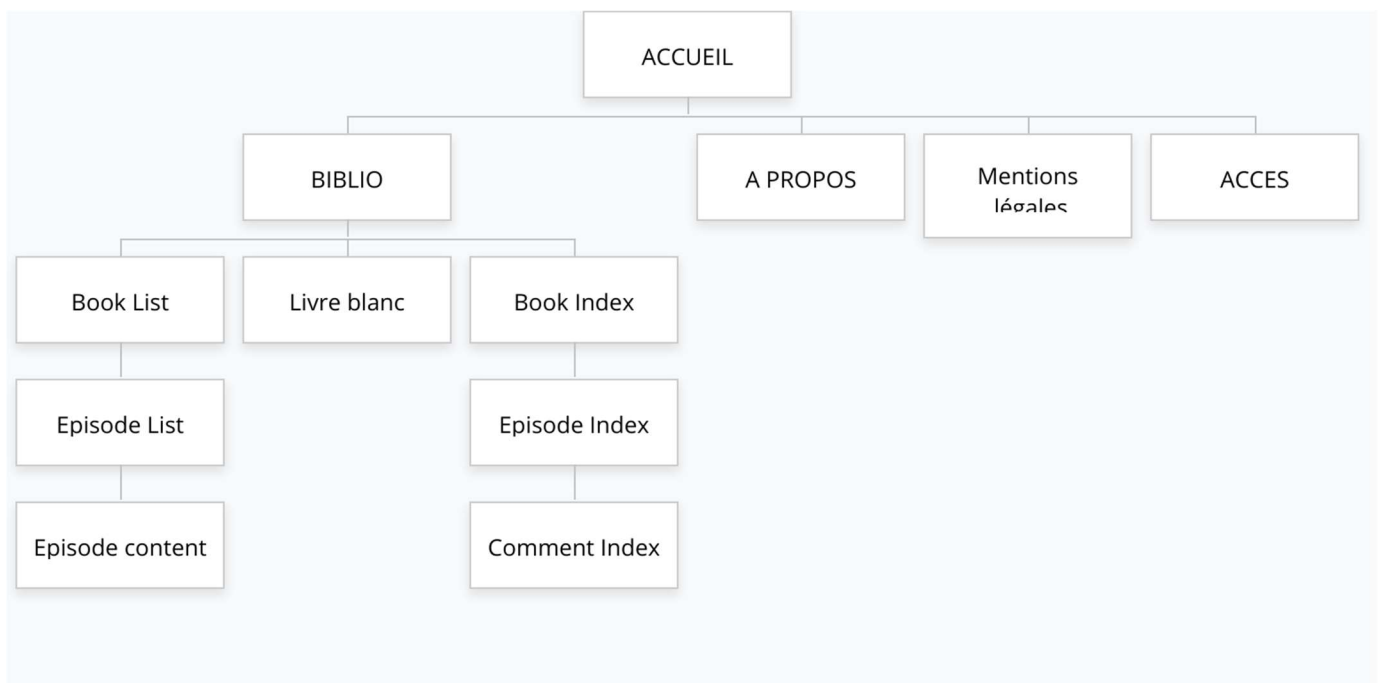 ACCUEIL
BIBLIO
A PROPOS
Mentions
légales
ACCES
Book List
Livre blanc
Book Index
Episode List
Episode Index
Episode content
Comment Index